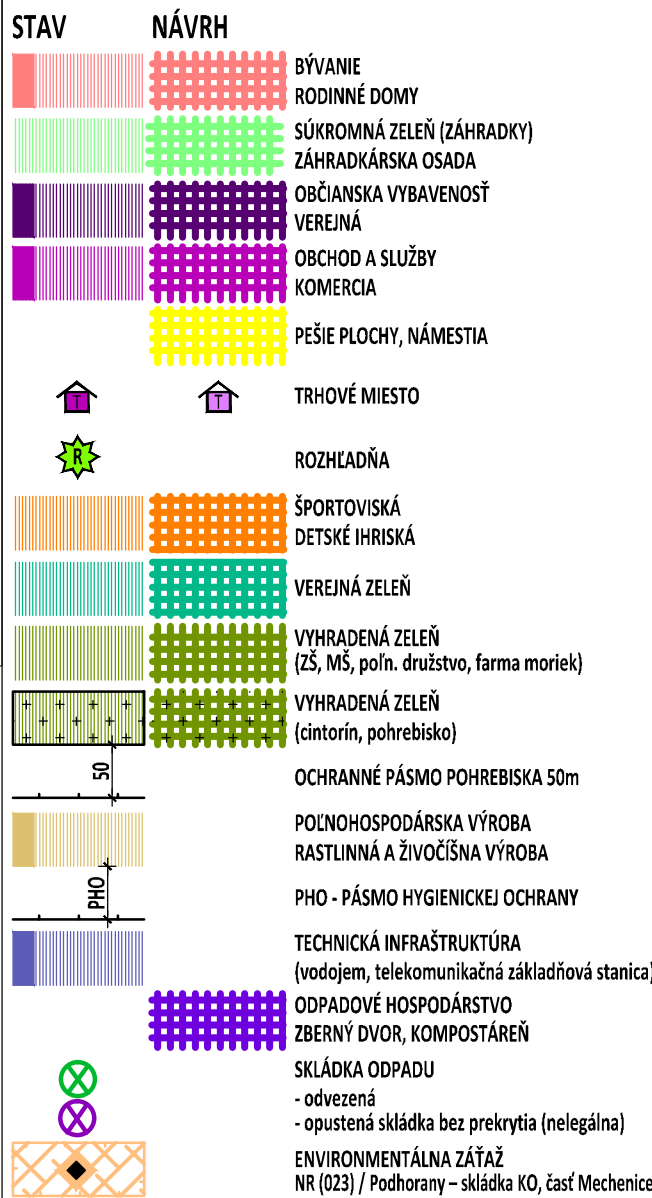 STAV NÁVRH
BÝVANIE
RODINNÉ DOMY
SÚKROMNÁ ZELEŇ (ZÁHRADKY)
ZÁHRADKÁRSKA OSADA
OBČIANSKA VYBAVENOSŤ
VEREJNÁ
OBCHOD A SLUŽBY
KOMERCIA
PEŠIE PLOCHY, NÁMESTIA
T T TRHOVÉ MIESTO
R ROZHĽADŇA
ŠPORTOVISKÁ
DETSKÉ IHRISKÁ
VEREJNÁ ZELEŇ
VYHRADENÁ ZELEŇ
(ZŠ, MŠ, poľn. družstvo, farma moriek)
VYHRADENÁ ZELEŇ
(cintorín, pohrebisko)
50 OCHRANNÉ PÁSMO POHREBISKA 50m
POĽNOHOSPODÁRSKA VÝROBA
RASTLINNÁ A ŽIVOČÍŠNA VÝROBA
PHO PHO - PÁSMO HYGIENICKEJ OCHRANY
TECHNICKÁ INFRAŠTRUKTÚRA
(vodojem, telekomunikačná základňová stanica)
ODPADOVÉ HOSPODÁRSTVO
ZBERNÝ DVOR, KOMPOSTÁREŇ
SKLÁDKA ODPADU
- odvezená
- opustená skládka bez prekrytia (nelegálna)
ENVIRONMENTÁLNA ZÁŤAŽ
NR (023) / Podhorany – skládka KO, časť Mechenice